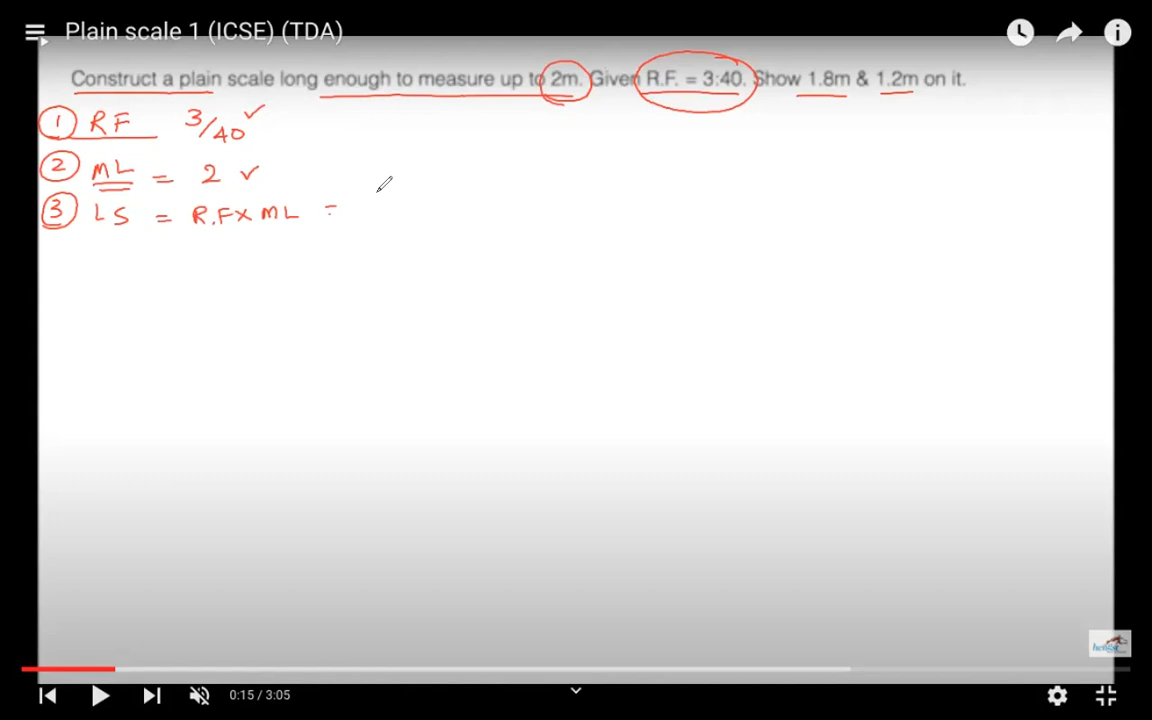 Plain scale 1 (ICSE) (TDA)
Construct a plain scale long enough to measure up to 2m. Given R.F. = 3:40. Show 1.8m & 1.2m on it.
1 RF 3/40 ✓
2 ML = 2 ✓
3 LS = R.F X ML =
0:15 / 3:05